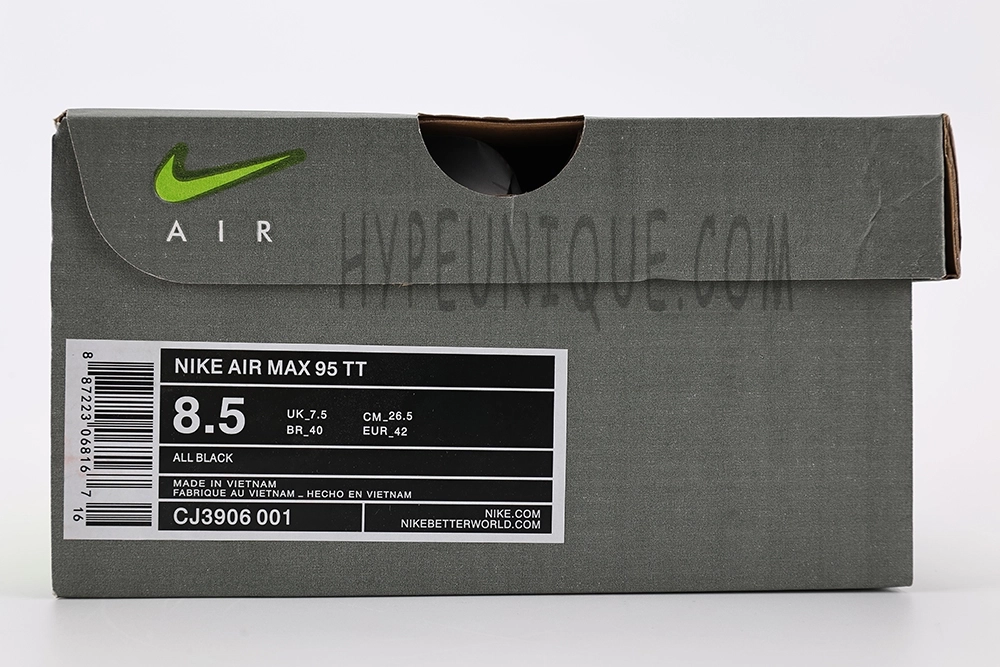 AIR
HYPEUNIQUE.COM
NIKE AIR MAX 95 TT
8.5
UK_7.5 CM_26.5
BR_40 EUR_42
ALL BLACK
MADE IN VIETNAM
FABRIQUE AU VIETNAM _ HECHO EN VIETNAM
CJ3906 001
NIKE.COM
NIKEBETTERWORLD.COM
8 87223 06816 7
16